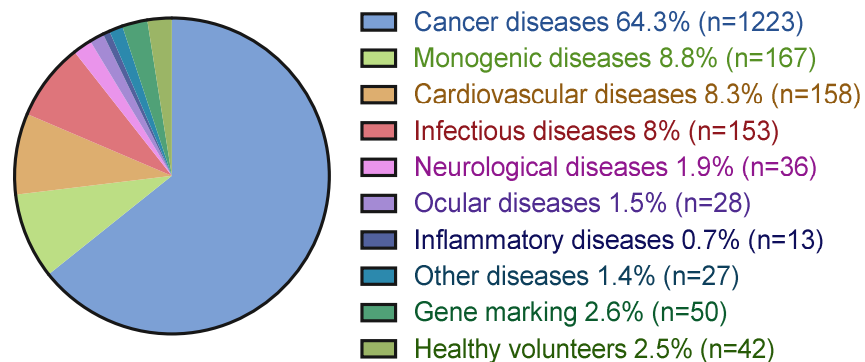 Cancer diseases 64.3% (n=1223)
Monogenic diseases 8.8% (n=167)
Cardiovascular diseases 8.3% (n=158)
Infectious diseases 8% (n=153)
Neurological diseases 1.9% (n=36)
Ocular diseases 1.5% (n=28)
Inflammatory diseases 0.7% (n=13)
Other diseases 1.4% (n=27)
Gene marking 2.6% (n=50)
Healthy volunteers 2.5% (n=42)